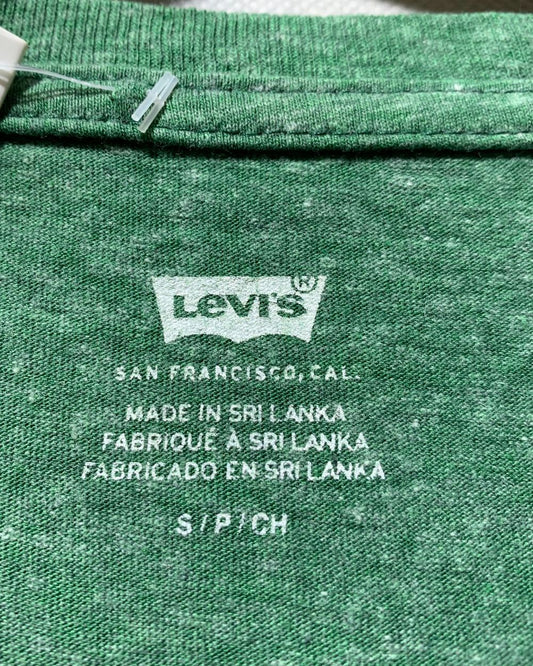 Levi's ®
SAN FRANCISCO, CAL.
MADE IN SRI LANKA
FABRIQUÉ À SRI LANKA
FABRICADO EN SRI LANKA
S / P / CH